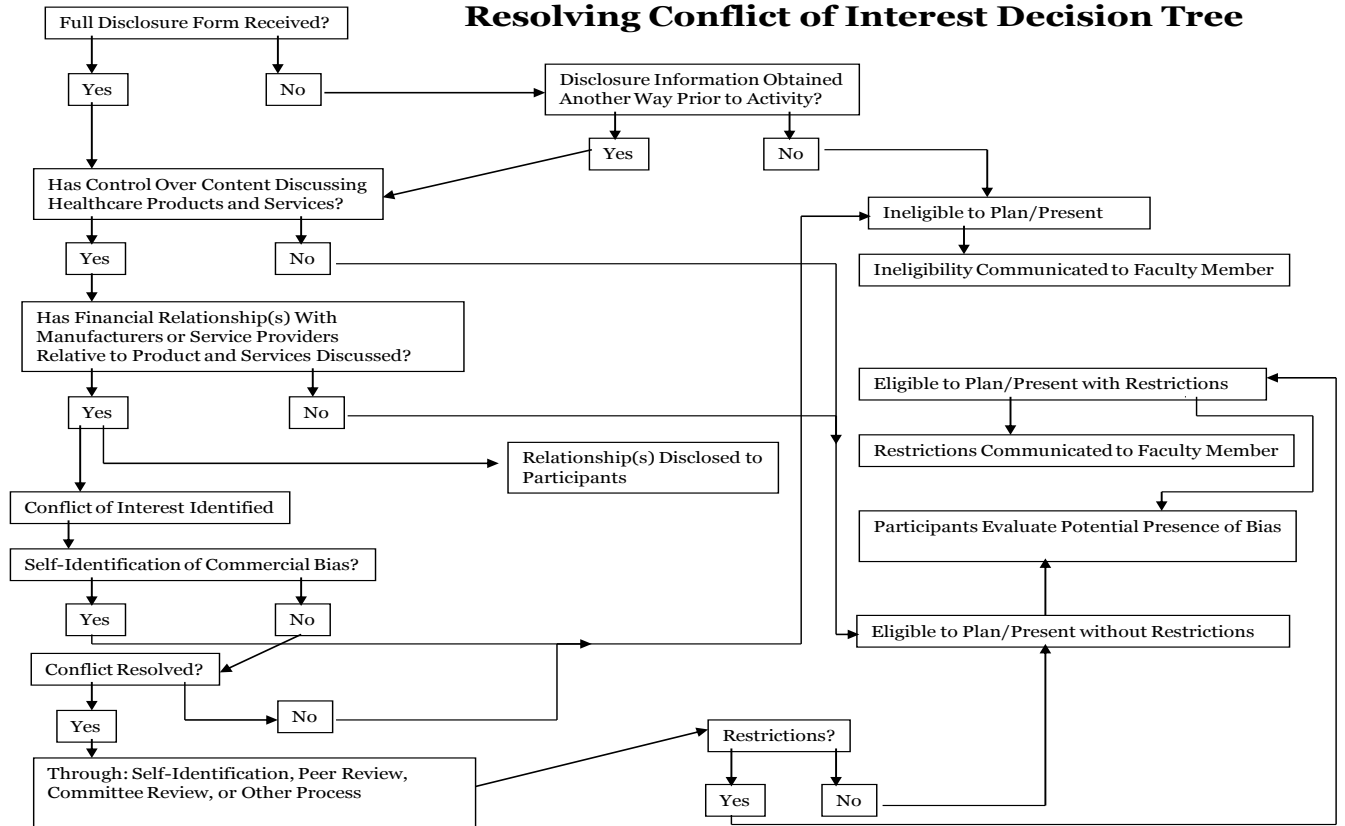 Resolving Conflict of Interest Decision Tree
Full Disclosure Form Received?
Yes
No
Disclosure Information Obtained
Another Way Prior to Activity?
Yes
No
Has Control Over Content Discussing
Healthcare Products and Services?
Ineligible to Plan/Present
Yes
No
Ineligibility Communicated to Faculty Member
Has Financial Relationship(s) With
Manufacturers or Service Providers
Relative to Product and Services Discussed?
Eligible to Plan/Present with Restrictions
Yes
No
Restrictions Communicated to Faculty Member
Relationship(s) Disclosed to
Participants
Conflict of Interest Identified
Participants Evaluate Potential Presence of Bias
Self-Identification of Commercial Bias?
Yes
No
Eligible to Plan/Present without Restrictions
Conflict Resolved?
Yes
No
Restrictions?
Through: Self-Identification, Peer Review,
Committee Review, or Other Process
Yes
No